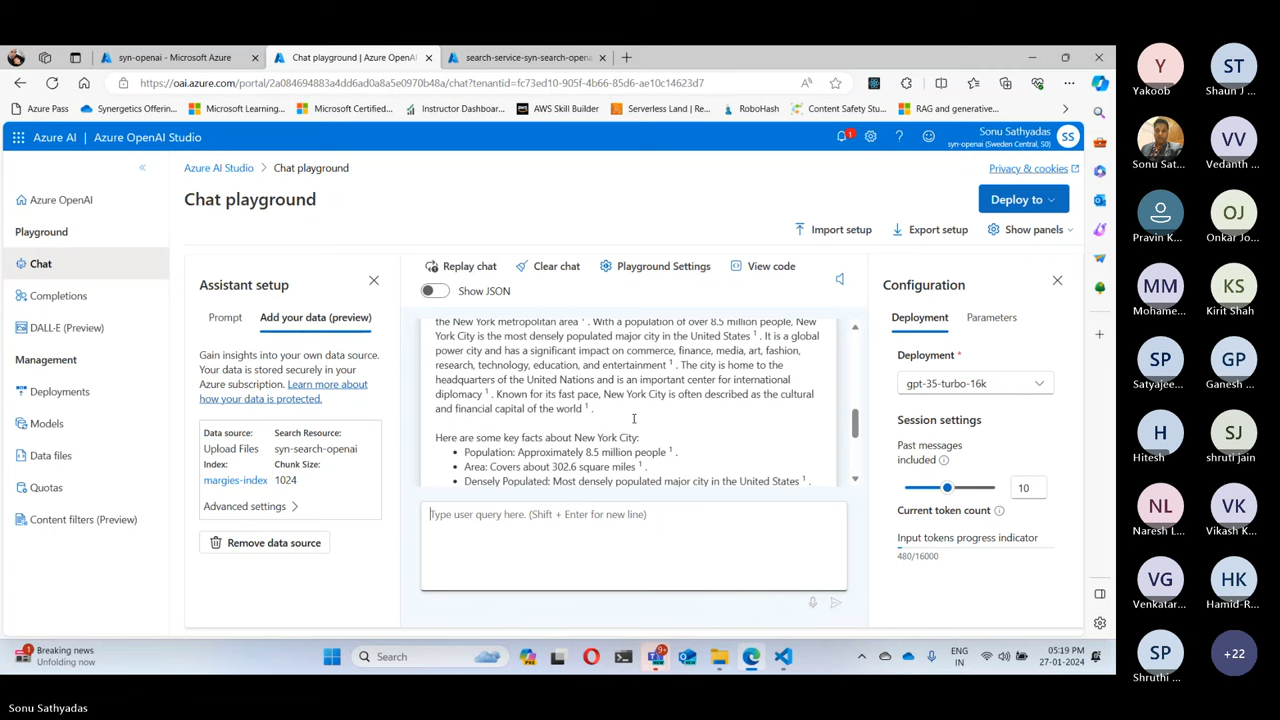 syn-openai - Microsoft Azure
Chat playground | Azure OpenAI
search-service-syn-search-open
https://oai.azure.com/portal/2a084694883a4dd6ad0a8a5e0970b48a/chat?tenantid=fc73ed10-905f-4b66-85d6-ae10c14623d7
Azure Pass
Synergetics Offerin...
Microsoft Learning...
Microsoft Certified...
Instructor Dashboar...
AWS Skill Builder
Serverless Land | Re...
RoboHash
Content Safety Stu...
RAG and generative...
Azure AI | Azure OpenAI Studio
1
Sonu Sathyadas
syn-openai (Sweden Central, S0)
SS
Azure AI Studio > Chat playground
Privacy & cookies
Chat playground
Deploy to
Import setup
Export setup
Show panels
Azure OpenAI
Playground
Chat
Completions
DALL·E (Preview)
Management
Deployments
Models
Data files
Quotas
Content filters (Preview)
Assistant setup
Prompt
Add your data (preview)
Gain insights into your own data source.
Your data is stored securely in your
Azure subscription. Learn more about
how your data is protected.
Data source: Search Resource:
Upload Files syn-search-openai
Index: Chunk Size:
margies-index 1024
Advanced settings
Remove data source
Replay chat
Clear chat
Playground Settings
View code
Show JSON
the New York metropolitan area 1 . With a population of over 8.5 million people, New
York City is the most densely populated major city in the United States 1 . It is a global
power city and has a significant impact on commerce, finance, media, art, fashion,
research, technology, education, and entertainment 1 . The city is home to the
headquarters of the United Nations and is an important center for international
diplomacy 1 . Known for its fast pace, New York City is often described as the cultural
and financial capital of the world 1 .
Here are some key facts about New York City:
• Population: Approximately 8.5 million people 1 .
• Area: Covers about 302.6 square miles 1 .
• Densely Populated: Most densely populated major city in the United States 1 .
Type user query here. (Shift + Enter for new line)
Configuration
Deployment
Parameters
Deployment *
gpt-35-turbo-16k
Session settings
Past messages
included
10
Current token count
Input tokens progress indicator
480/16000
Breaking news
Unfolding now
Search
9+
ENG
IN
05:19 PM
27-01-2024
Y
Yakoob
ST
Shaun J ...
Sonu Sat...
VV
Vedanth ...
Pravin K...
OJ
Onkar Jo...
MM
Mohame...
KS
Kirit Shah
SP
Satyajee...
GP
Ganesh ...
H
Hitesh
SJ
shruti jain
NL
Naresh L...
VK
Vikash K...
VG
Venkatar...
HK
Hamid-R...
SP
Shruthi ...
+22
Sonu Sathyadas